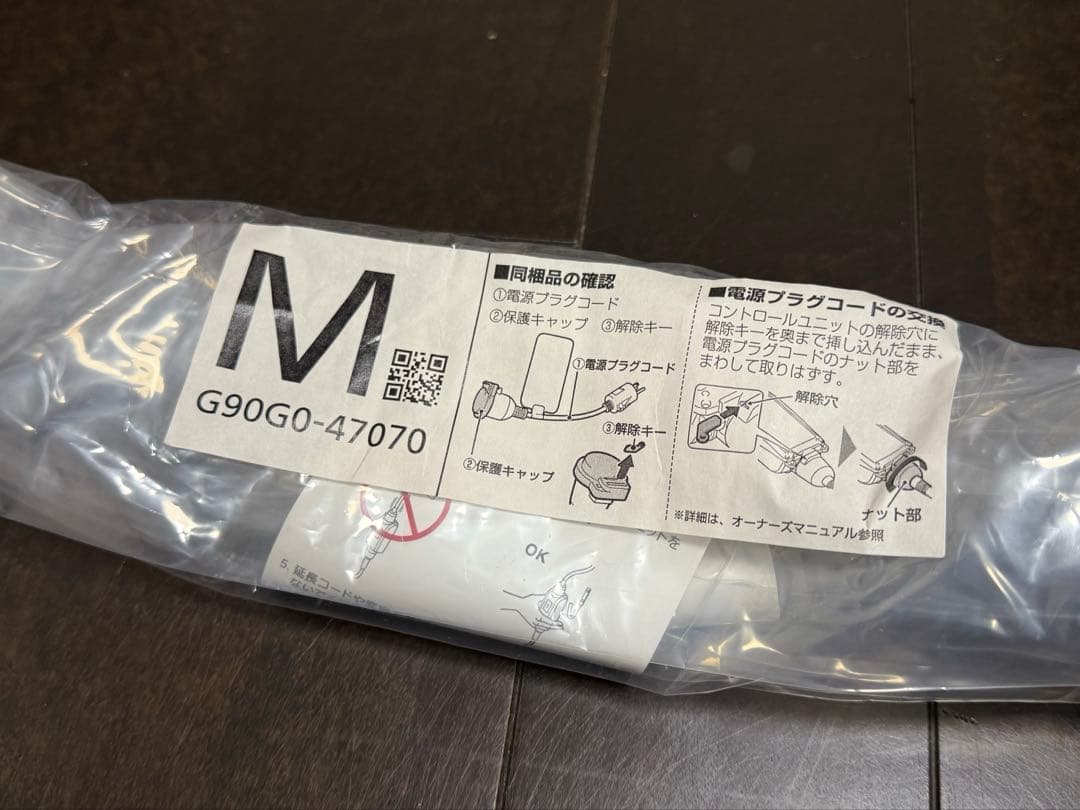 M
G90G0-47070
■同梱品の確認
①電源プラグコード
②保護キャップ ③解除キー
①電源プラグコード
③解除キー
②保護キャップ
■電源プラグコードの交換
コントロールユニットの解除穴に
解除キーを奥まで挿し込んだまま、
電源プラグコードのナット部を
まわして取りはずす。
解除穴
ナット部
※詳細は、オーナーズマニュアル参照
OK
5. 延長コードや